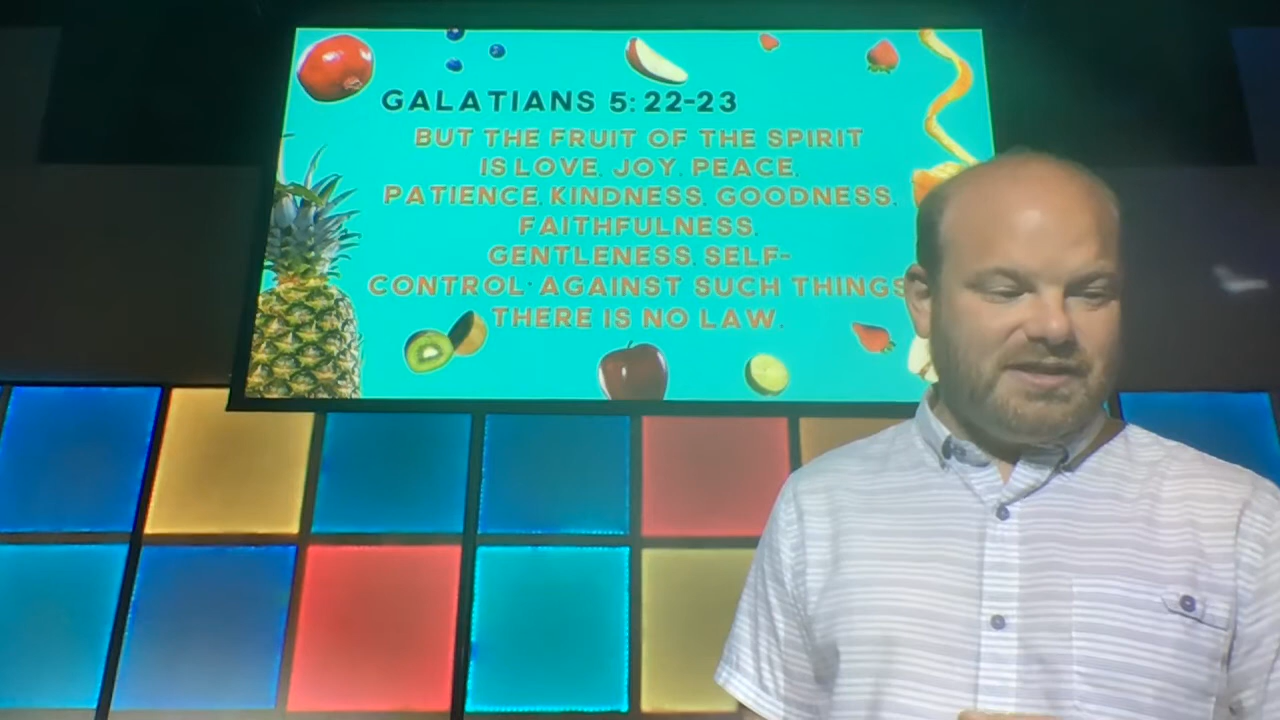 GALATIANS 5:22-23
BUT THE FRUIT OF THE SPIRIT
IS LOVE, JOY, PEACE,
PATIENCE, KINDNESS, GOODNESS,
FAITHFULNESS,
GENTLENESS, SELF-
CONTROL; AGAINST SUCH THINGS
THERE IS NO LAW.